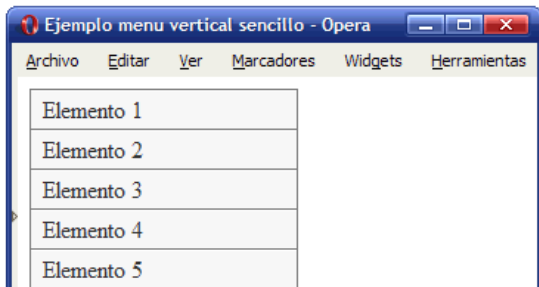 Ejemplo menu vertical sencillo - Opera
Archivo Editar Ver Marcadores Widgets Herramientas
Elemento 1
Elemento 2
Elemento 3
Elemento 4
Elemento 5